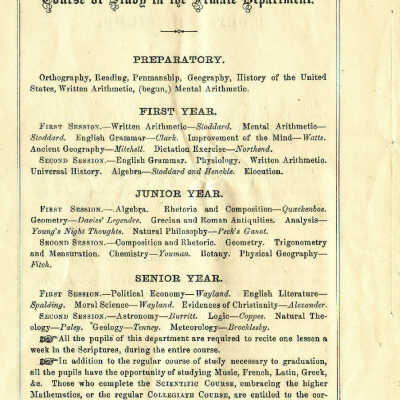 Course of Study in the Female Department.
PREPARATORY.
Orthography, Reading, Penmanship, Geography, History of the United
States, Written Arithmetic, (begun,) Mental Arithmetic.
FIRST YEAR.
FIRST SESSION.—Written Arithmetic—Stoddard. Mental Arithmetic—
Stoddard. English Grammar—Clark. Improvement of the Mind—Watts.
Ancient Geography—Mitchell. Dictation Exercise—Northend.
SECOND SESSION.—English Grammar. Physiology. Written Arithmetic.
Universal History. Algebra—Stoddard and Henckle. Elocution.
JUNIOR YEAR.
FIRST SESSION.—Algebra. Rhetoric and Composition—Quackenbos.
Geometry—Davies' Legendre. Grecian and Roman Antiquities. Analysis—
Young's Night Thoughts. Natural Philosophy—Peck's Ganot.
SECOND SESSION.—Composition and Rhetoric. Geometry. Trigonometry
and Mensuration. Chemistry—Youman. Botany. Physical Geography—
Fitch.
SENIOR YEAR.
FIRST SESSION.—Political Economy—Wayland. English Literature—
Spalding. Moral Science—Wayland. Evidences of Christianity—Alexander.
SECOND SESSION.—Astronomy—Burritt. Logic—Coppee. Natural The-
ology—Paley. Geology—Tenney. Meteorology—Brocklesby.
☞ All the pupils of this department are required to recite one lesson a
week in the Scriptures, during the entire course.
☞ In addition to the regular course of study necessary to graduation,
all the pupils have the opportunity of studying Music, French, Latin, Greek,
&c. Those who complete the SCIENTIFIC COURSE, embracing the higher
Mathematics, or the regular COLLEGIATE COURSE, are entitled to the cor-